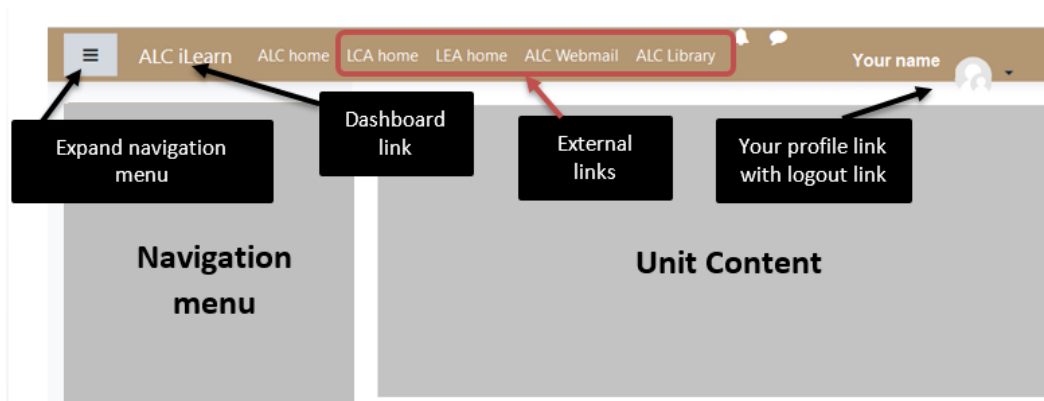 ALC iLearn ALC home LCA home LEA home ALC Webmail ALC Library Your name
Expand navigation
menu
Dashboard
link
External
links
Your profile link
with logout link
Navigation
menu
Unit Content